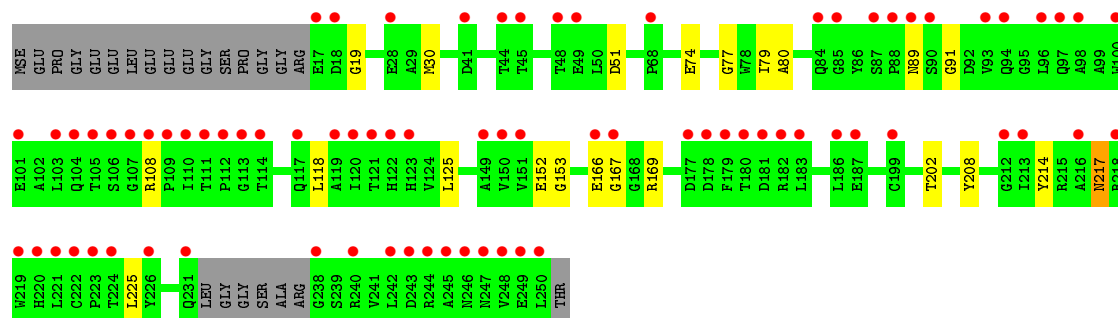 MSE GLU PRO GLY GLU GLU GLU LEU GLU GLU GLU GLU GLY SER PRO GLY GLY ARG E17 D18 G19 E28 A29 M30 D41 T44 T45 T48 E49 L50 D51 P68 E74 G77 W78 I79 A80 Q84 G85 Y86 S87 P88 N89 S90 G91 D92 V93 Q94 G95 L96 Q97 A98 A99 W100
E101 A102 L103 Q104 T105 S106 G107 R108 P109 I110 T111 P112 G113 T114 Q117 L118 A119 I120 T121 H122 H123 V124 L125 A149 V150 V151 E152 G153 E166 G167 G168 R169 D177 D178 F179 T180 D181 R182 L183 L186 E187 C199 T202 Y208 G212 I213 Y214 R215 A216 N217 R218
W219 H220 L221 C222 P223 T224 L225 Y226 Q231 LEU GLY GLY SER ALA ARG G238 S239 R240 V241 L242 D243 R244 A245 N246 N247 V248 E249 L250 THR